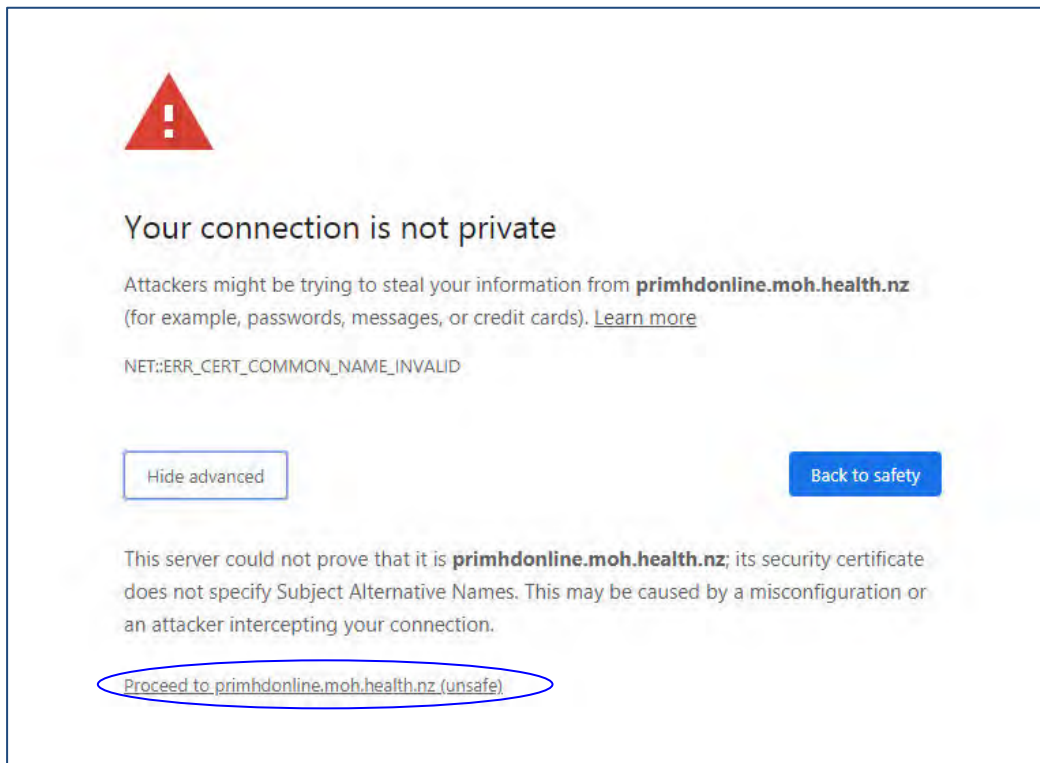 Your connection is not private
Attackers might be trying to steal your information from primhdonline.moh.health.nz
(for example, passwords, messages, or credit cards). Learn more
NET::ERR_CERT_COMMON_NAME_INVALID
Hide advanced
Back to safety
This server could not prove that it is primhdonline.moh.health.nz; its security certificate
does not specify Subject Alternative Names. This may be caused by a misconfiguration or
an attacker intercepting your connection.
Proceed to primhdonline.moh.health.nz (unsafe)